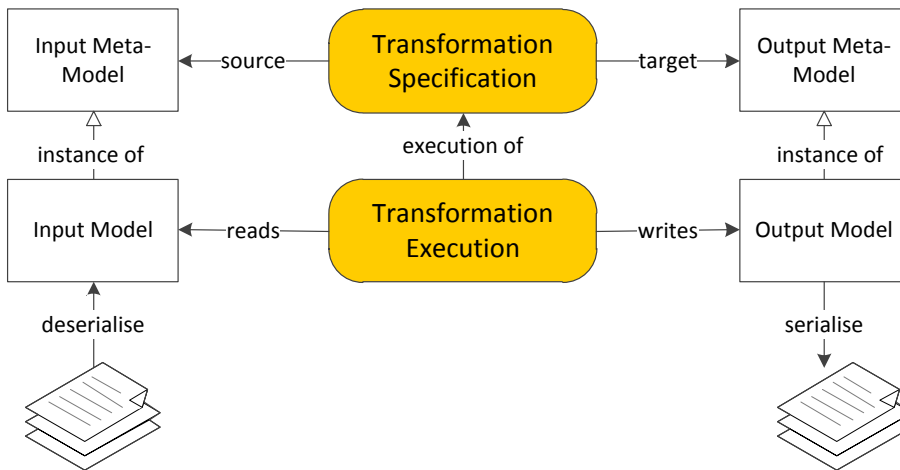 Input Meta-
Model
source
Transformation
Specification
target
Output Meta-
Model
instance of
execution of
instance of
Input Model
reads
Transformation
Execution
writes
Output Model
deserialise
serialise